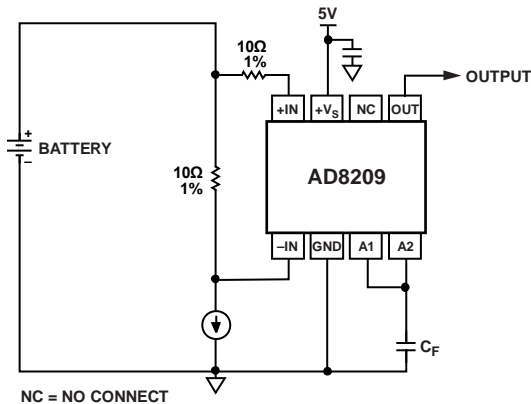 5V
10Ω
1%
OUTPUT
+IN
+VS
NC
OUT
+
–
BATTERY
10Ω
1%
AD8209
–IN
GND
A1
A2
CF
NC = NO CONNECT